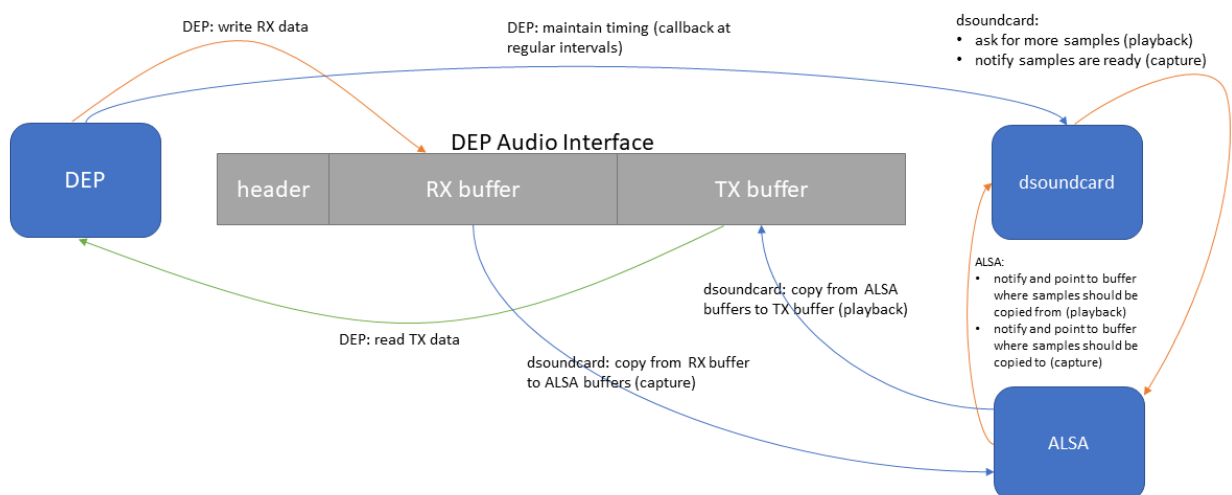 DEP: write RX data
DEP: maintain timing (callback at
regular intervals)
dsoundcard:
• ask for more samples (playback)
• notify samples are ready (capture)
DEP
DEP Audio Interface
header
RX buffer
TX buffer
dsoundcard
ALSA:
• notify and point to buffer
where samples should be
copied from (playback)
• notify and point to buffer
where samples should be
copied to (capture)
dsoundcard: copy from ALSA
buffers to TX buffer (playback)
DEP: read TX data
dsoundcard: copy from RX buffer
to ALSA buffers (capture)
ALSA